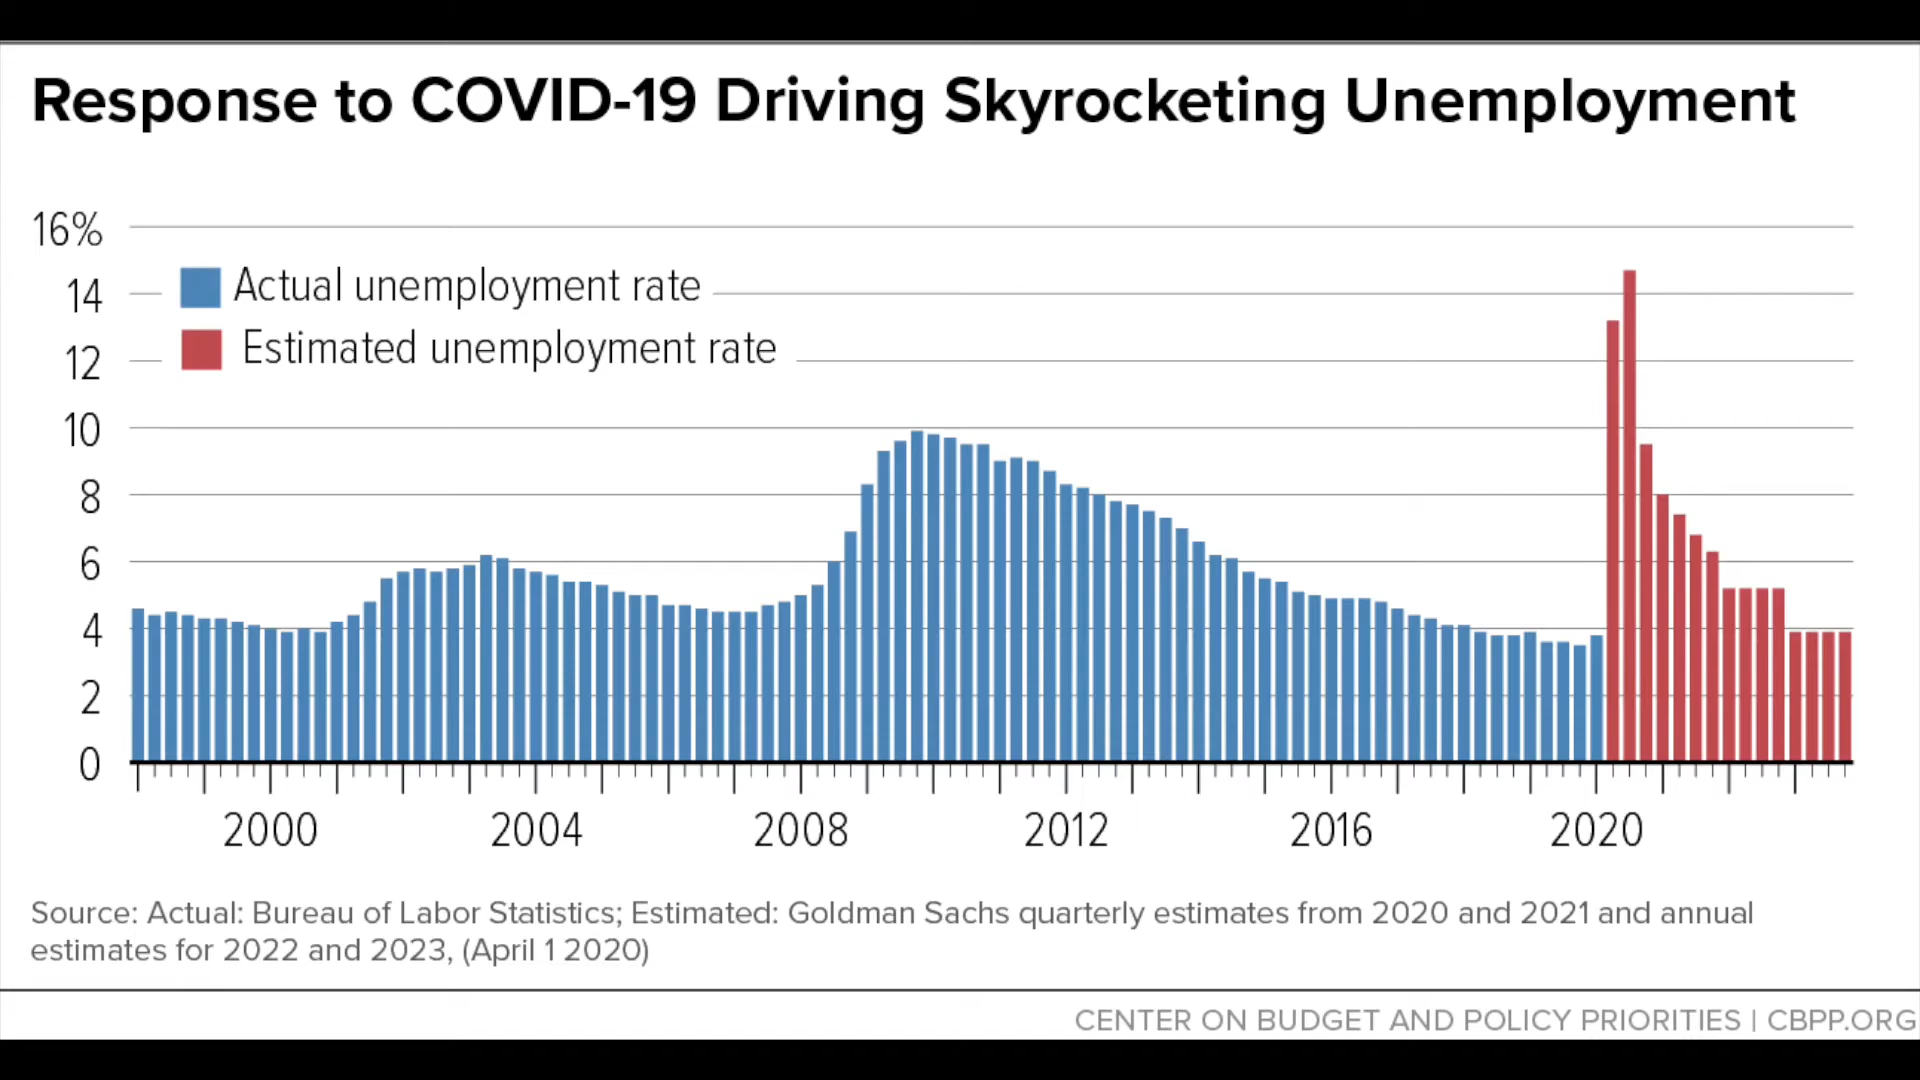 Response to COVID-19 Driving Skyrocketing Unemployment
16%
Actual unemployment rate
14
Estimated unemployment rate
12
10
8
6
4
2
0
2000 2004 2008 2012 2016 2020
Source: Actual: Bureau of Labor Statistics; Estimated: Goldman Sachs quarterly estimates from 2020 and 2021 and annual
estimates for 2022 and 2023, (April 1 2020)
CENTER ON BUDGET AND POLICY PRIORITIES | CBPP.ORG